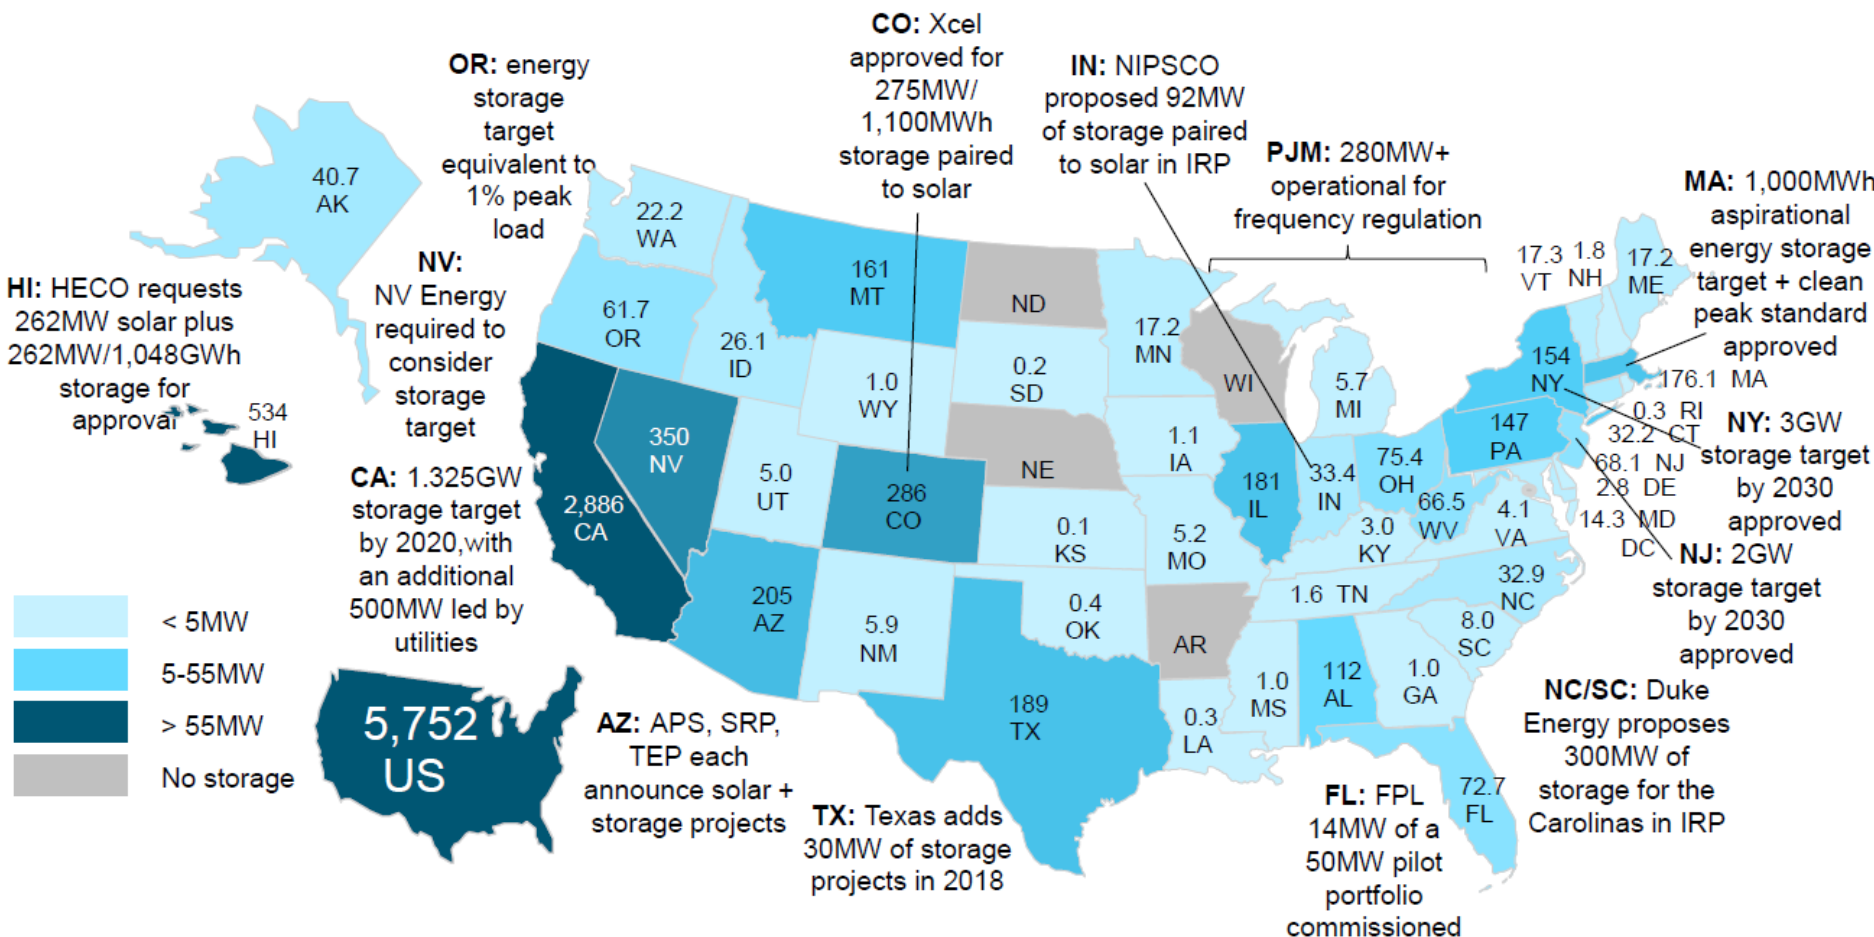 CO: Xcel
approved for
275MW/
1,100MWh
storage paired
to solar
OR: energy
storage
target
equivalent to
1% peak
load
IN: NIPSCO
proposed 92MW
of storage paired
to solar in IRP
PJM: 280MW+
operational for
frequency regulation
MA: 1,000MWh
aspirational
energy storage
target + clean
peak standard
approved
NV:
NV Energy
required to
consider
storage
target
HI: HECO requests
262MW solar plus
262MW/1,048GWh
storage for
approval
CA: 1.325GW
storage target
by 2020,with
an additional
500MW led by
utilities
40.7
AK
534
HI
22.2
WA
61.7
OR
26.1
ID
161
MT
1.0
WY
ND
0.2
SD
NE
17.2
MN
1.1
IA
WI
5.7
MI
17.3
VT
1.8
NH
17.2
ME
154
NY
176.1 MA
0.3 RI
32.2 CT
68.1 NJ
2.8 DE
14.3 MD
DC
147
PA
350
NV
2,886
CA
5.0
UT
286
CO
0.1
KS
5.2
MO
181
IL
33.4
IN
75.4
OH
66.5
WV
4.1
VA
3.0
KY
205
AZ
5.9
NM
0.4
OK
AR
1.6 TN
32.9
NC
8.0
SC
189
TX
0.3
LA
1.0
MS
112
AL
1.0
GA
72.7
FL
NY: 3GW
storage target
by 2030
approved
NJ: 2GW
storage target
by 2030
approved
NC/SC: Duke
Energy proposes
300MW of
storage for the
Carolinas in IRP
FL: FPL
14MW of a
50MW pilot
portfolio
commissioned
TX: Texas adds
30MW of storage
projects in 2018
AZ: APS, SRP,
TEP each
announce solar +
storage projects
< 5MW
5-55MW
> 55MW
No storage
5,752
US